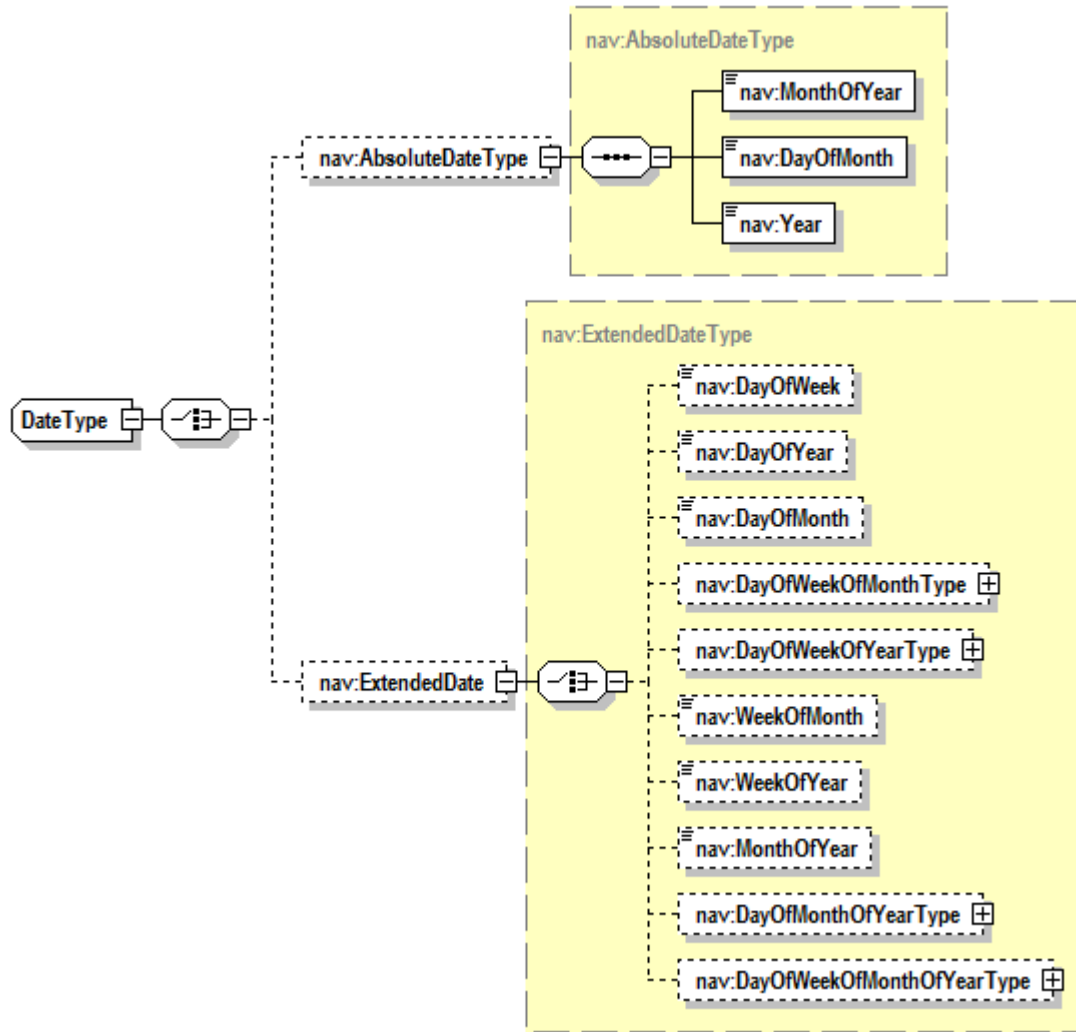 nav:AbsoluteDateType
nav:MonthOfYear
nav:AbsoluteDateType
nav:DayOfMonth
nav:Year
nav:ExtendedDateType
nav:DayOfWeek
DateType
nav:DayOfYear
nav:DayOfMonth
nav:DayOfWeekOfMonthType
nav:DayOfWeekOfYearType
nav:ExtendedDate
nav:WeekOfMonth
nav:WeekOfYear
nav:MonthOfYear
nav:DayOfMonthOfYearType
nav:DayOfWeekOfMonthOfYearType